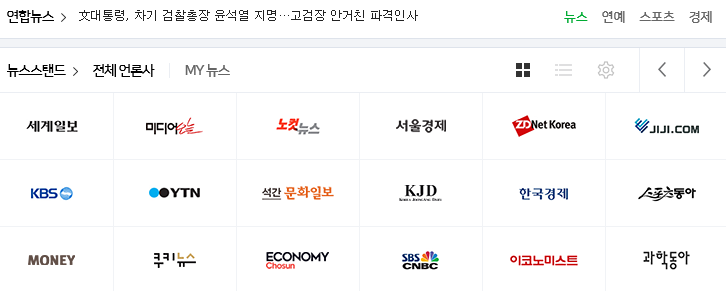 연합뉴스 > 文대통령, 차기 검찰총장 윤석열 지명…고검장 안거친 파격인사 뉴스 연예 스포츠 경제
뉴스스탠드 > 전체 언론사 MY 뉴스
세계일보 미디어오늘 노컷뉴스 서울경제 ZDNet Korea JIJI.COM
KBS YTN 석간 문화일보 KJD 한국경제 스포츠동아
KOREA JOONGANG DAILY
MONEY 쿠키뉴스 ECONOMY Chosun SBS CNBC 이코노미스트 과학동아